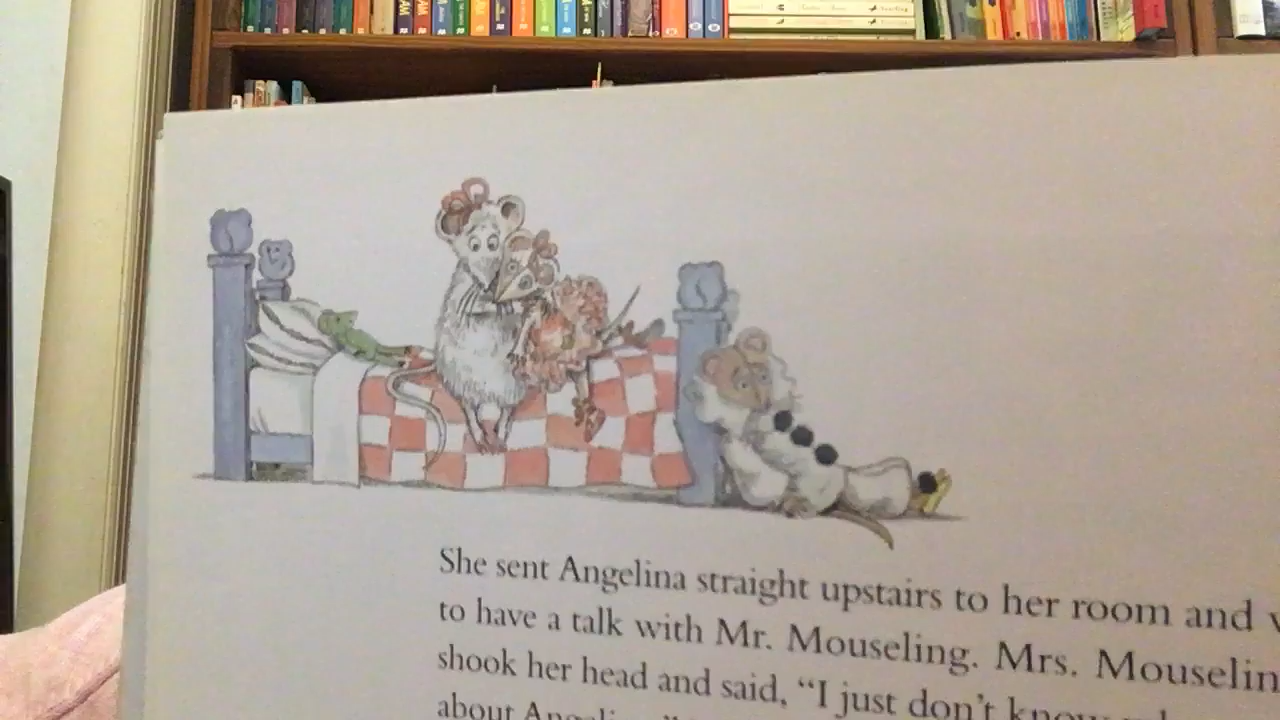 She sent Angelina straight upstairs to her room and
to have a talk with Mr. Mouseling. Mrs. Mouselin
shook her head and said, "I just don't know
about